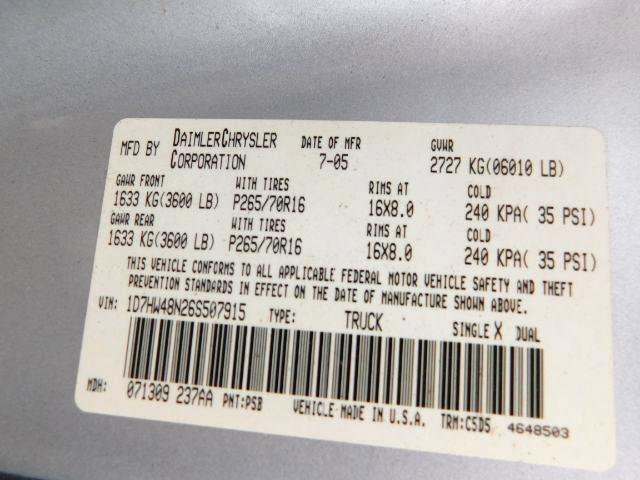 MFD BY DAIMLERCHRYSLER CORPORATION DATE OF MFR 7-05 GVWR 2727 KG(06010 LB)
GAWR FRONT WITH TIRES RIMS AT COLD
1633 KG(3600 LB) P265/70R16 16X8.0 240 KPA( 35 PSI)
GAWR REAR WITH TIRES RIMS AT COLD
1633 KG(3600 LB) P265/70R16 16X8.0 240 KPA( 35 PSI)
THIS VEHICLE CONFORMS TO ALL APPLICABLE FEDERAL MOTOR VEHICLE SAFETY AND THEFT
PREVENTION STANDARDS IN EFFECT ON THE DATE OF MANUFACTURE SHOWN ABOVE.
VIN: 1D7HW48N26S507915 TYPE: TRUCK SINGLE X DUAL
MDH: 071309 237AA PNT:PSB VEHICLE MADE IN U.S.A. TRM:C5D5 4648503